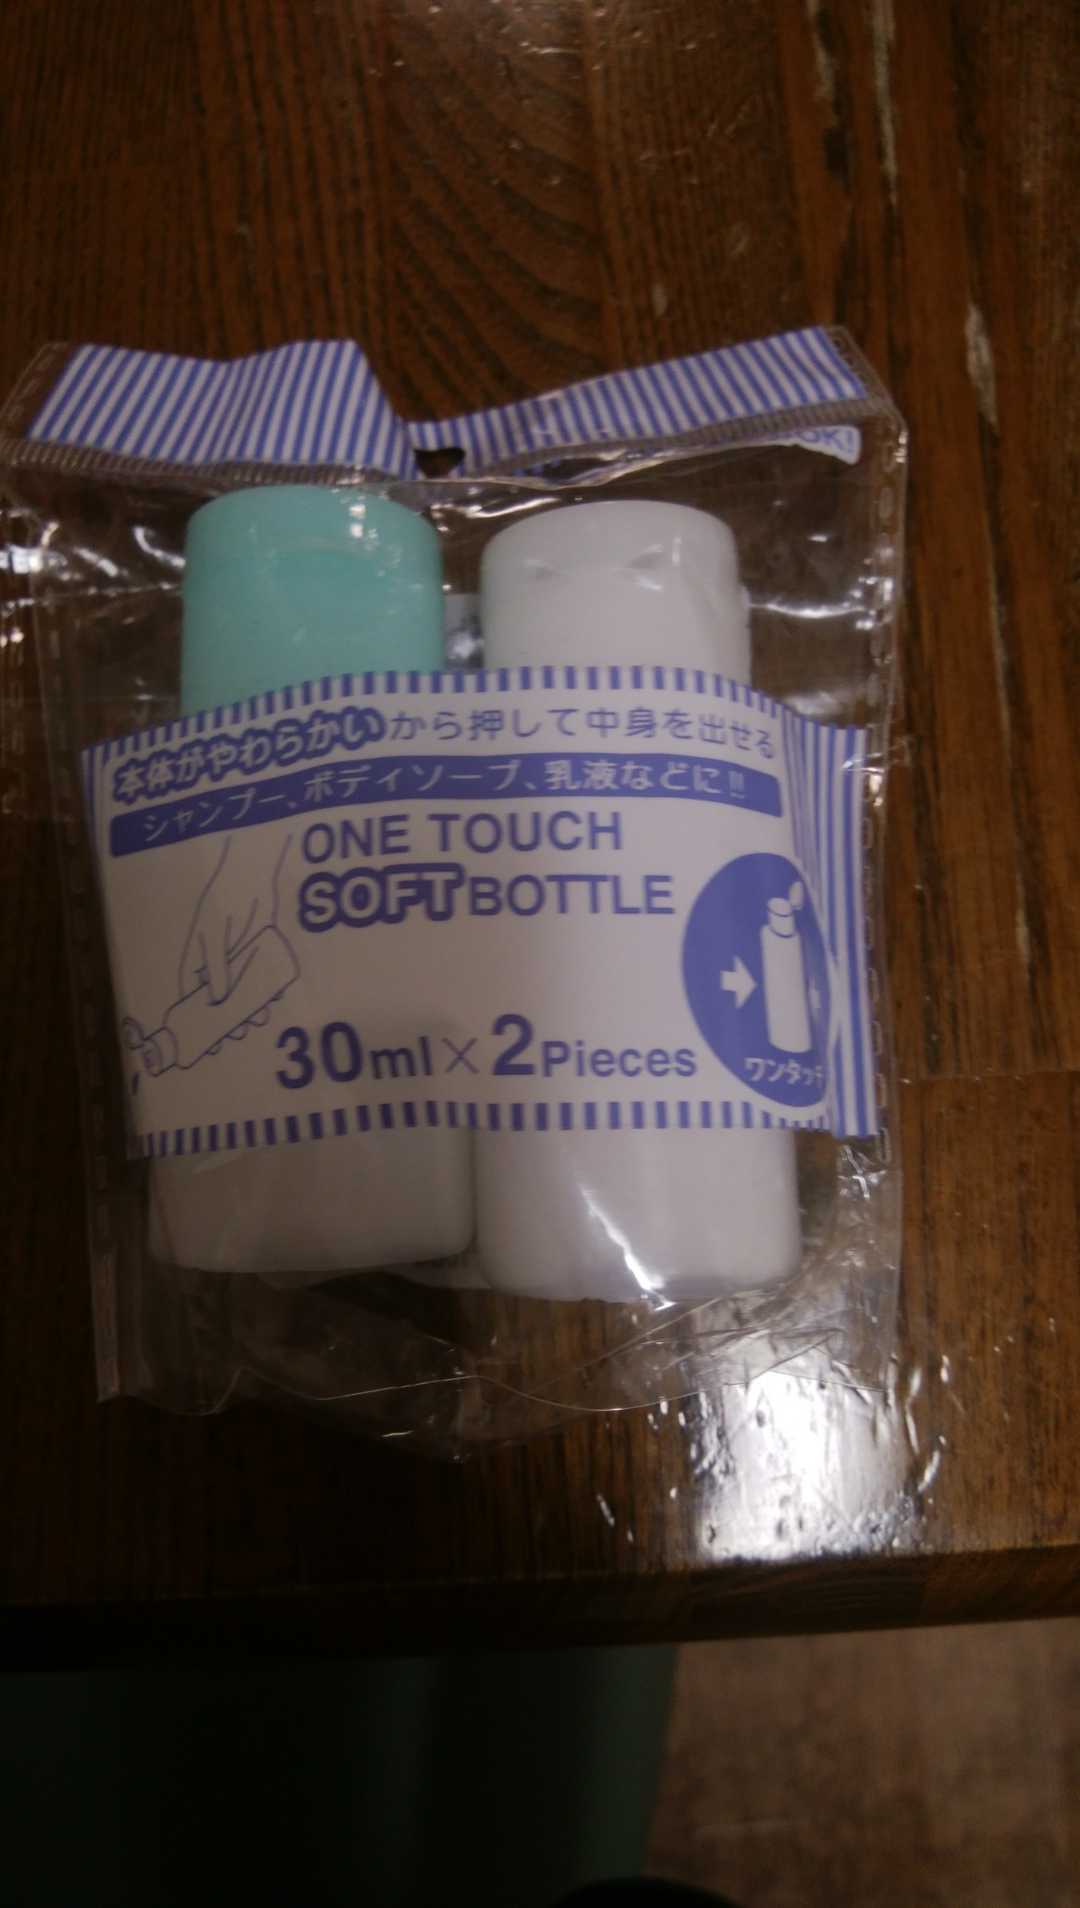 OK!
本体がやわらかいから押して中身を出せる
シャンプー、ボディソープ、乳液などに!!
ONE TOUCH
SOFT BOTTLE
30ml×2Pieces
ワンタッチ